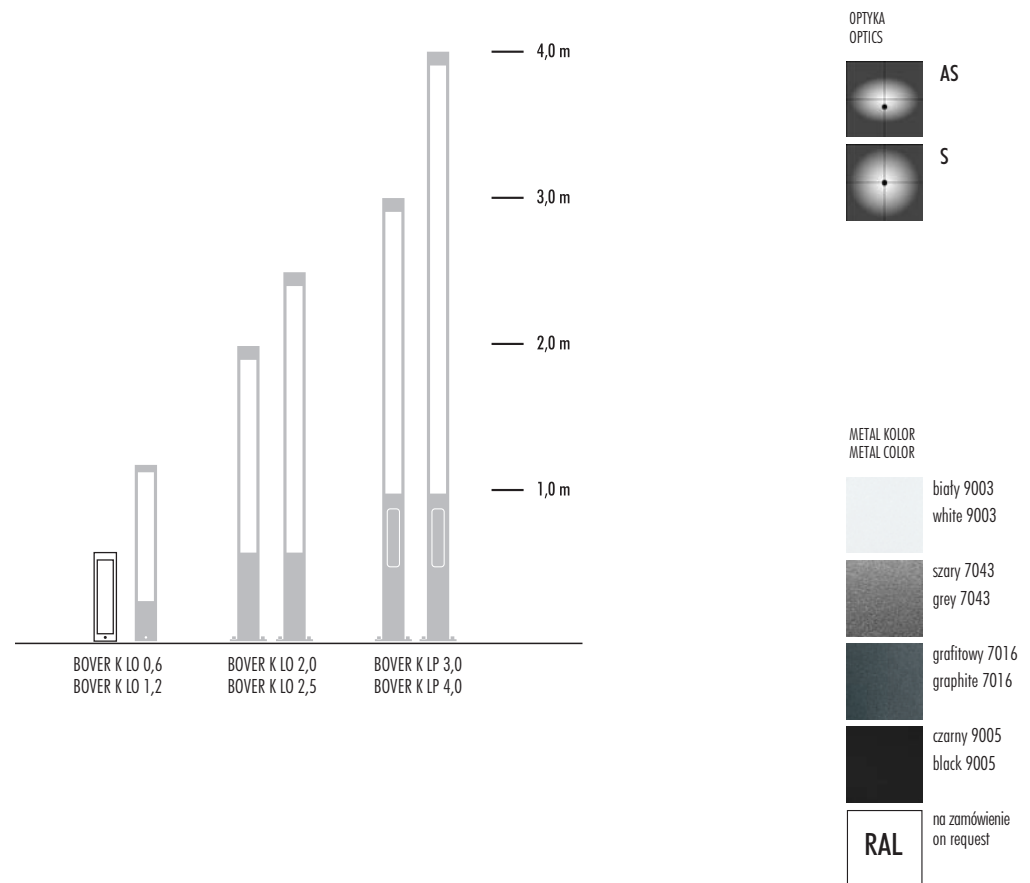 4,0 m
3,0 m
2,0 m
1,0 m
BOVER K LO 0,6
BOVER K LO 1,2
BOVER K LO 2,0
BOVER K LO 2,5
BOVER K LP 3,0
BOVER K LP 4,0
OPTYKA
OPTICS
AS
S
METAL KOLOR
METAL COLOR
biały 9003
white 9003
szary 7043
grey 7043
grafitowy 7016
graphite 7016
czarny 9005
black 9005
RAL
na zamówienie
on request